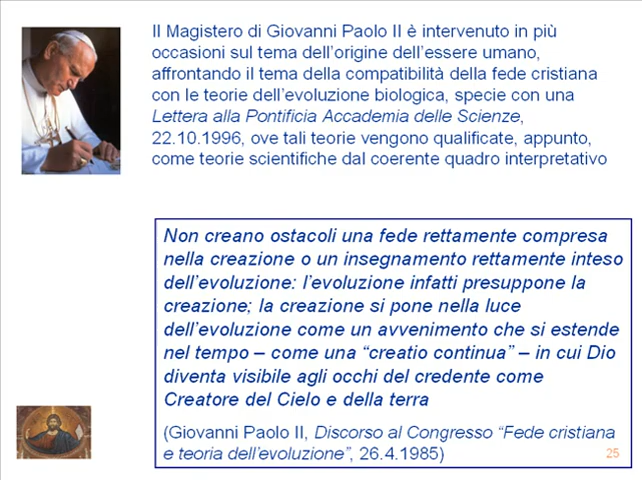 Il Magistero di Giovanni Paolo II è intervenuto in più
occasioni sul tema dell'origine dell'essere umano,
affrontando il tema della compatibilità della fede cristiana
con le teorie dell'evoluzione biologica, specie con una
Lettera alla Pontificia Accademia delle Scienze,
22.10.1996, ove tali teorie vengono qualificate, appunto,
come teorie scientifiche dal coerente quadro interpretativo
Non creano ostacoli una fede rettamente compresa
nella creazione o un insegnamento rettamente inteso
dell'evoluzione: l'evoluzione infatti presuppone la
creazione; la creazione si pone nella luce
dell'evoluzione come un avvenimento che si estende
nel tempo – come una “creatio continua” – in cui Dio
diventa visibile agli occhi del credente come
Creatore del Cielo e della terra
(Giovanni Paolo II, Discorso al Congresso “Fede cristiana
e teoria dell'evoluzione”, 26.4.1985)
25